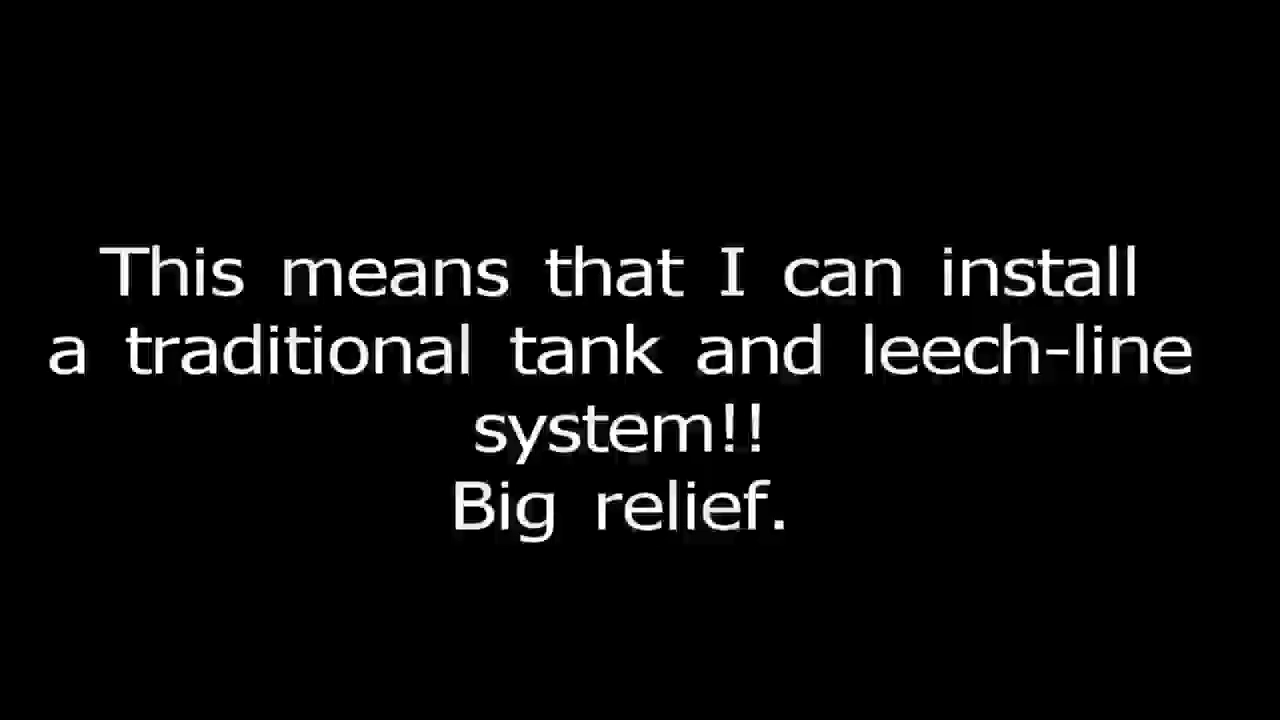 This means that I can install
a traditional tank and leech-line
system!!
Big relief.